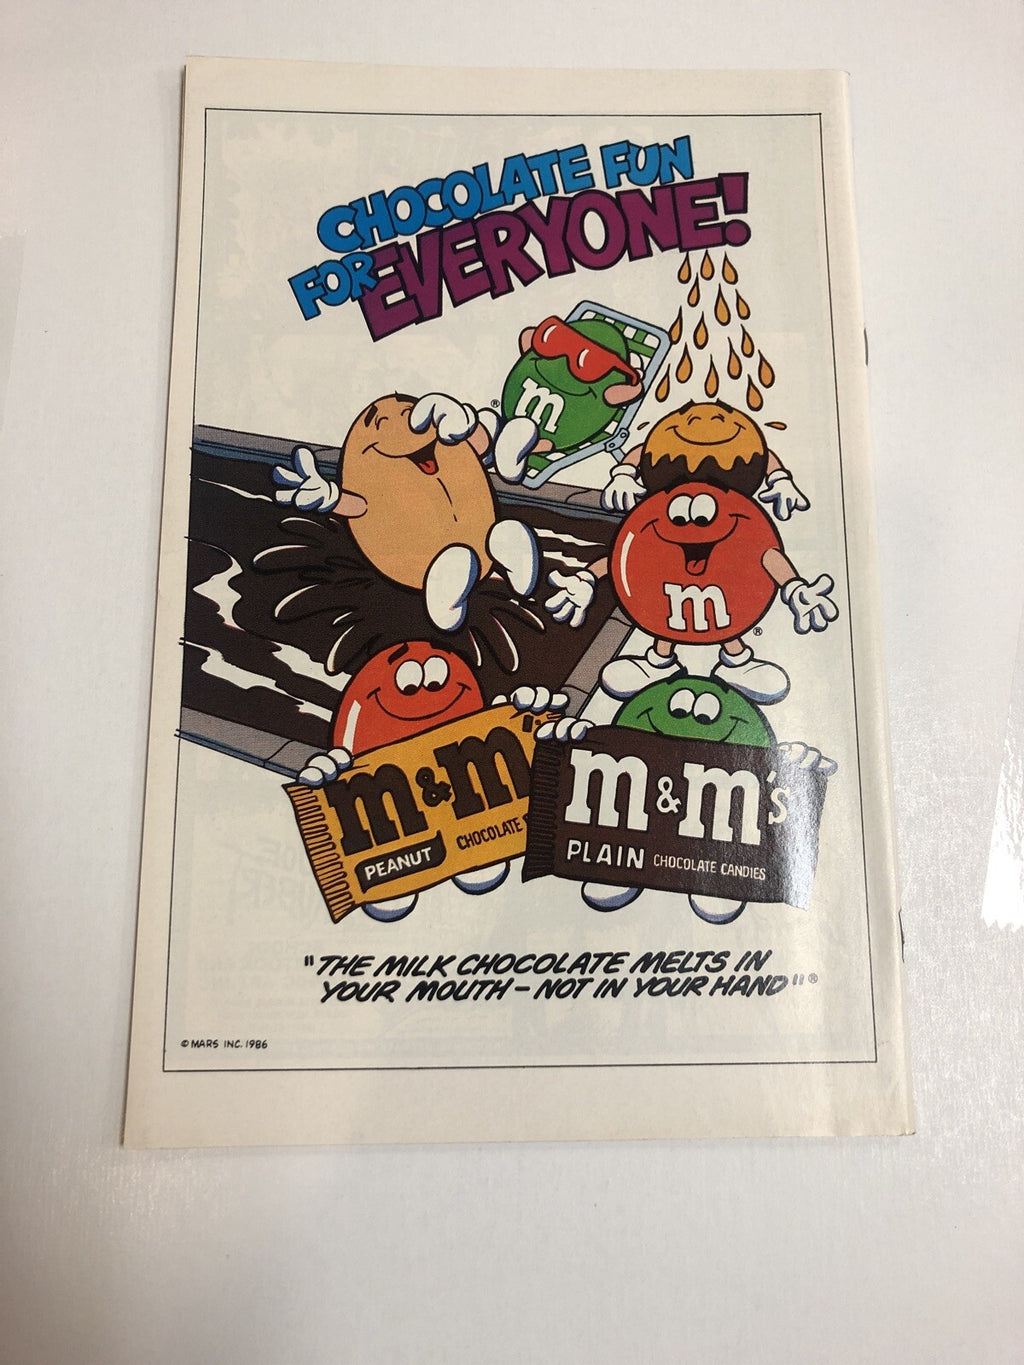 CHOCOLATE FUN
FOR EVERYONE!
m
®
m
®
m&m
PEANUT
CHOCOLATE
m&m's
PLAIN CHOCOLATE CANDIES
"THE MILK CHOCOLATE MELTS IN
YOUR MOUTH – NOT IN YOUR HAND"®
© MARS INC. 1986